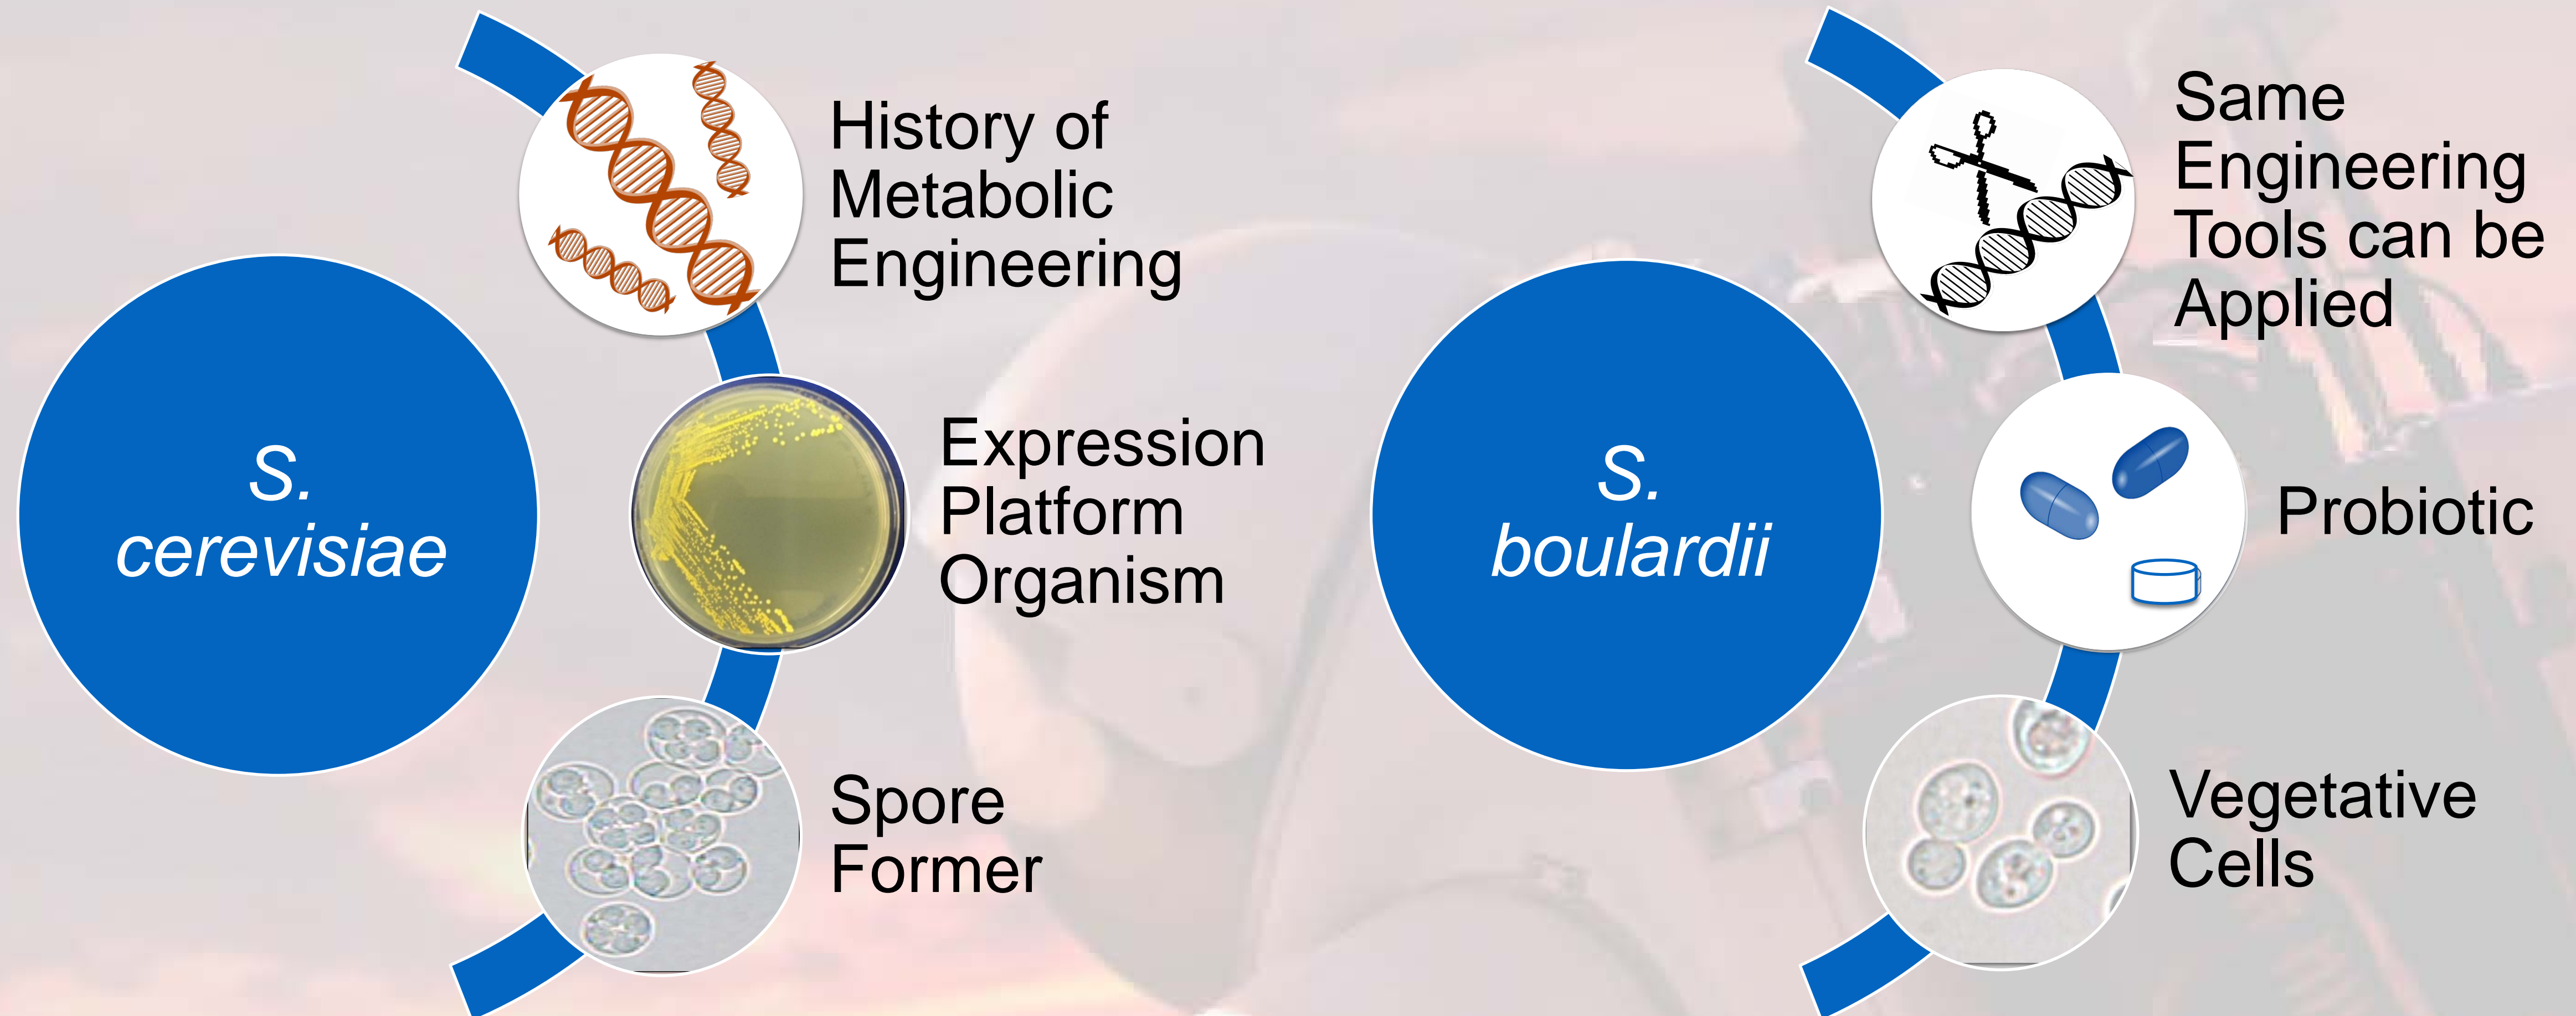 S.
cerevisiae
History of
Metabolic
Engineering
Expression
Platform
Organism
Spore
Former
S.
boulardii
Same
Engineering
Tools can be
Applied
Probiotic
Vegetative
Cells